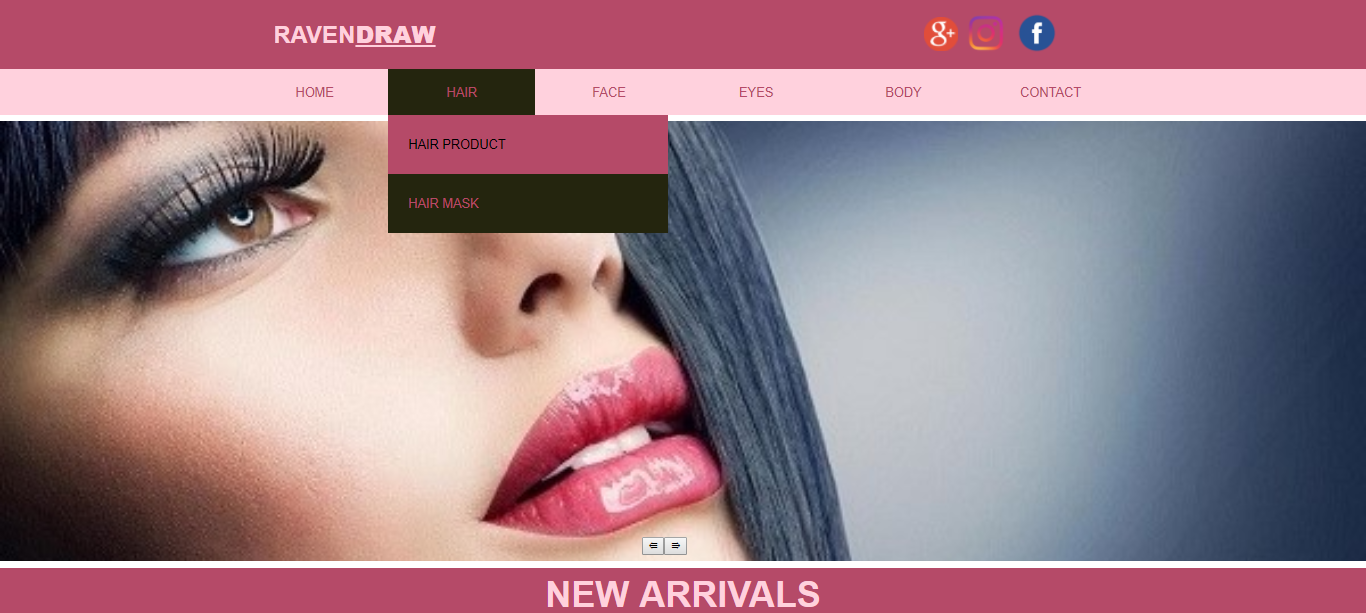 RAVENDRAW
g+ f
HOME HAIR FACE EYES BODY CONTACT
HAIR PRODUCT
HAIR MASK
NEW ARRIVALS